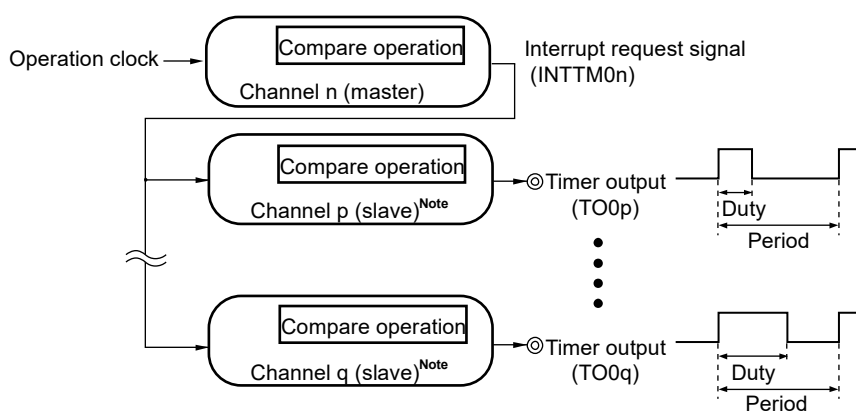 Compare operation
Operation clock
Channel n (master)
Interrupt request signal
(INTTM0n)
Compare operation
Channel p (slave)Note
Timer output
(TO0p)
Duty
Period
Compare operation
Channel q (slave)Note
Timer output
(TO0q)
Duty
Period